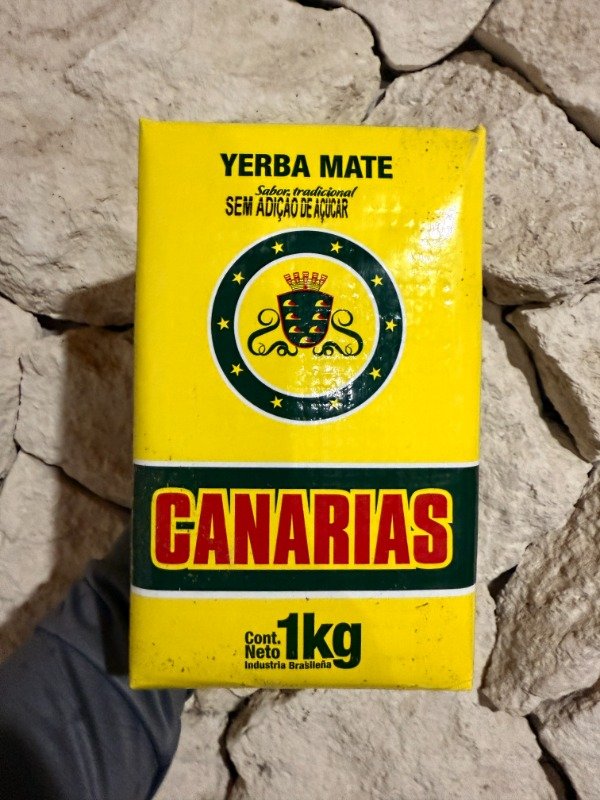 YERBA MATE
Sabor tradicional
SEM ADIÇÃO DE AÇÚCAR
CANARIAS
Cont. Neto 1kg
Industria Brasileña